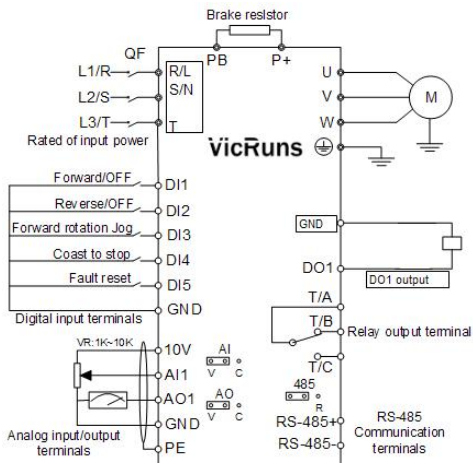 Brake resistor
QF
PB
P+
L1/R
R/L
U
L2/S
S/N
V
M
L3/T
T
W
Rated of input power
VicRuns
Forward/OFF
DI1
Reverse/OFF
DI2
Forward rotation Jog
DI3
GND
Coast to stop
DI4
DO1
DO1 output
Fault reset
DI5
T/A
GND
T/B
Relay output terminal
Digital input terminals
VR:1K~10K
10V
AI
T/C
V C
AI1
485
AO1
AO
R
V C
GND
RS-485+
RS-485
Analog input/output
terminals
Communication
PE
RS-485-
terminals